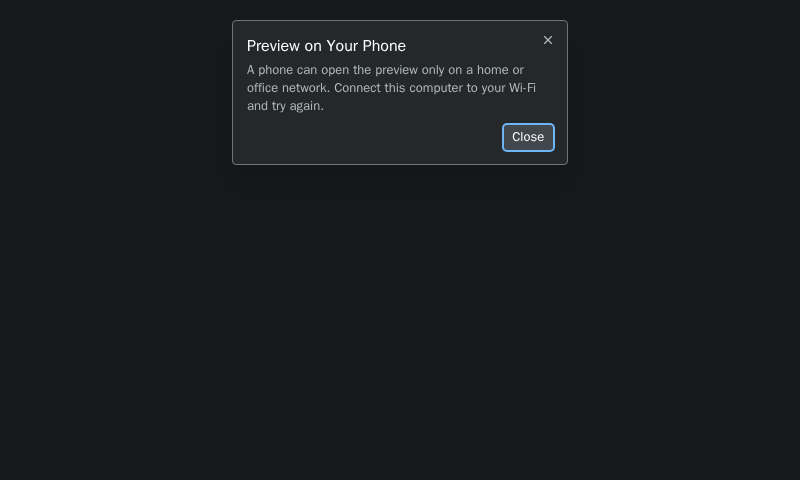 Preview on Your Phone
A phone can open the preview only on a home or
office network. Connect this computer to your Wi-Fi
and try again.
Close